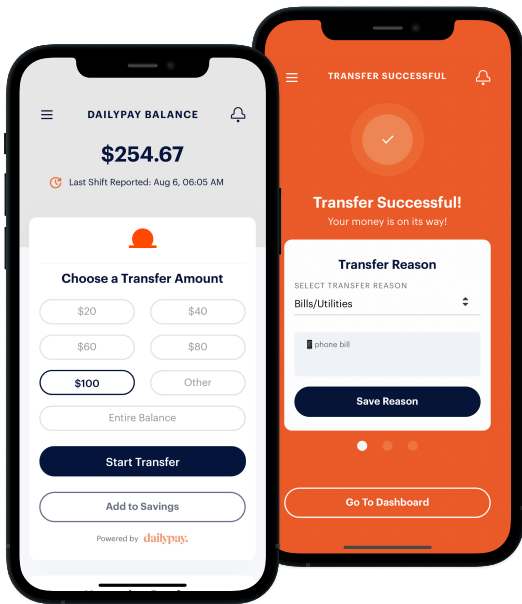 DAILYPAY BALANCE
$254.67
Last Shift Reported: Aug 6, 06:05 AM
Choose a Transfer Amount
$20
$40
$60
$80
$100
Other
Entire Balance
Start Transfer
Add to Savings
Powered by dailypay.
TRANSFER SUCCESSFUL
Transfer Successful!
Your money is on its way!
Transfer Reason
SELECT TRANSFER REASON
Bills/Utilities
phone bill
Save Reason
Go To Dashboard